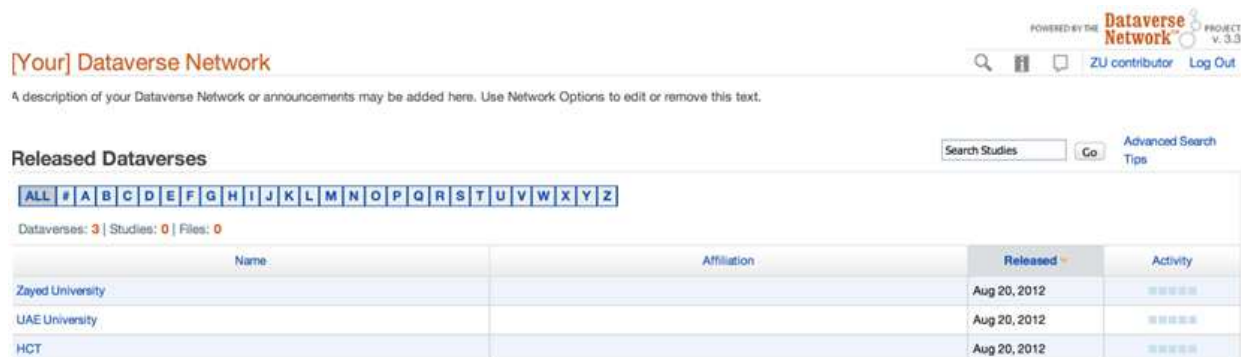 POWERED BY THE Dataverse Network PROJECT v. 3.3
[Your] Dataverse Network
ZU contributor Log Out
A description of your Dataverse Network or announcements may be added here. Use Network Options to edit or remove this text.
Released Dataverses
Search Studies Go Advanced Search Tips
ALL # A B C D E F G H I J K L M N O P Q R S T U V W X Y Z
Dataverses: 3 | Studies: 0 | Files: 0
Name Affiliation Released Activity
Zayed University Aug 20, 2012
UAE University Aug 20, 2012
HCT Aug 20, 2012